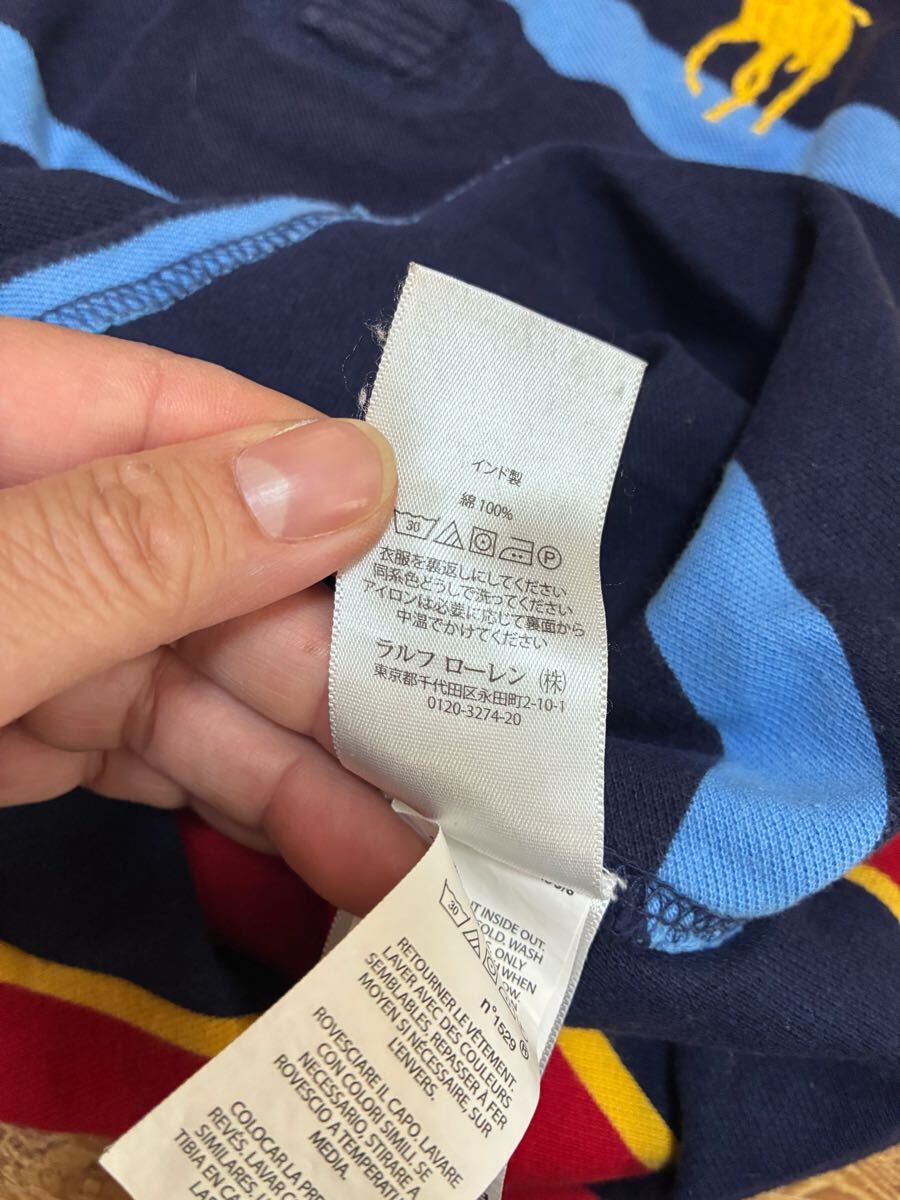 インド製
綿 100%
30
P
衣服を裏返しにしてください
同系色どうしで洗ってください
アイロンは必要に応じて裏面から
中温でかけてください
ラルフ ローレン (株)
東京都千代田区永田町2-10-1
0120-3274-20
INSIDE OUT.
WASH
ONLY
WHEN
30
n° 1529 R
RETOURNER LE VÊTEMENT.
LAVER AVEC DES COULEURS
SEMBLABLES, REPASSER À FER
MOYEN SI NÉCESSAIRE, SUR
L'ENVERS.
ROVESCIARE IL CAPO. LAVARE
CON COLORI SIMILI. SE
NECESSARIO, STIRARE A
ROVESCIO A TEMPERAT
MEDIA.
COLOCAR LA
REVÉS, LAVAR
SIMILARES.
TIBIA EN